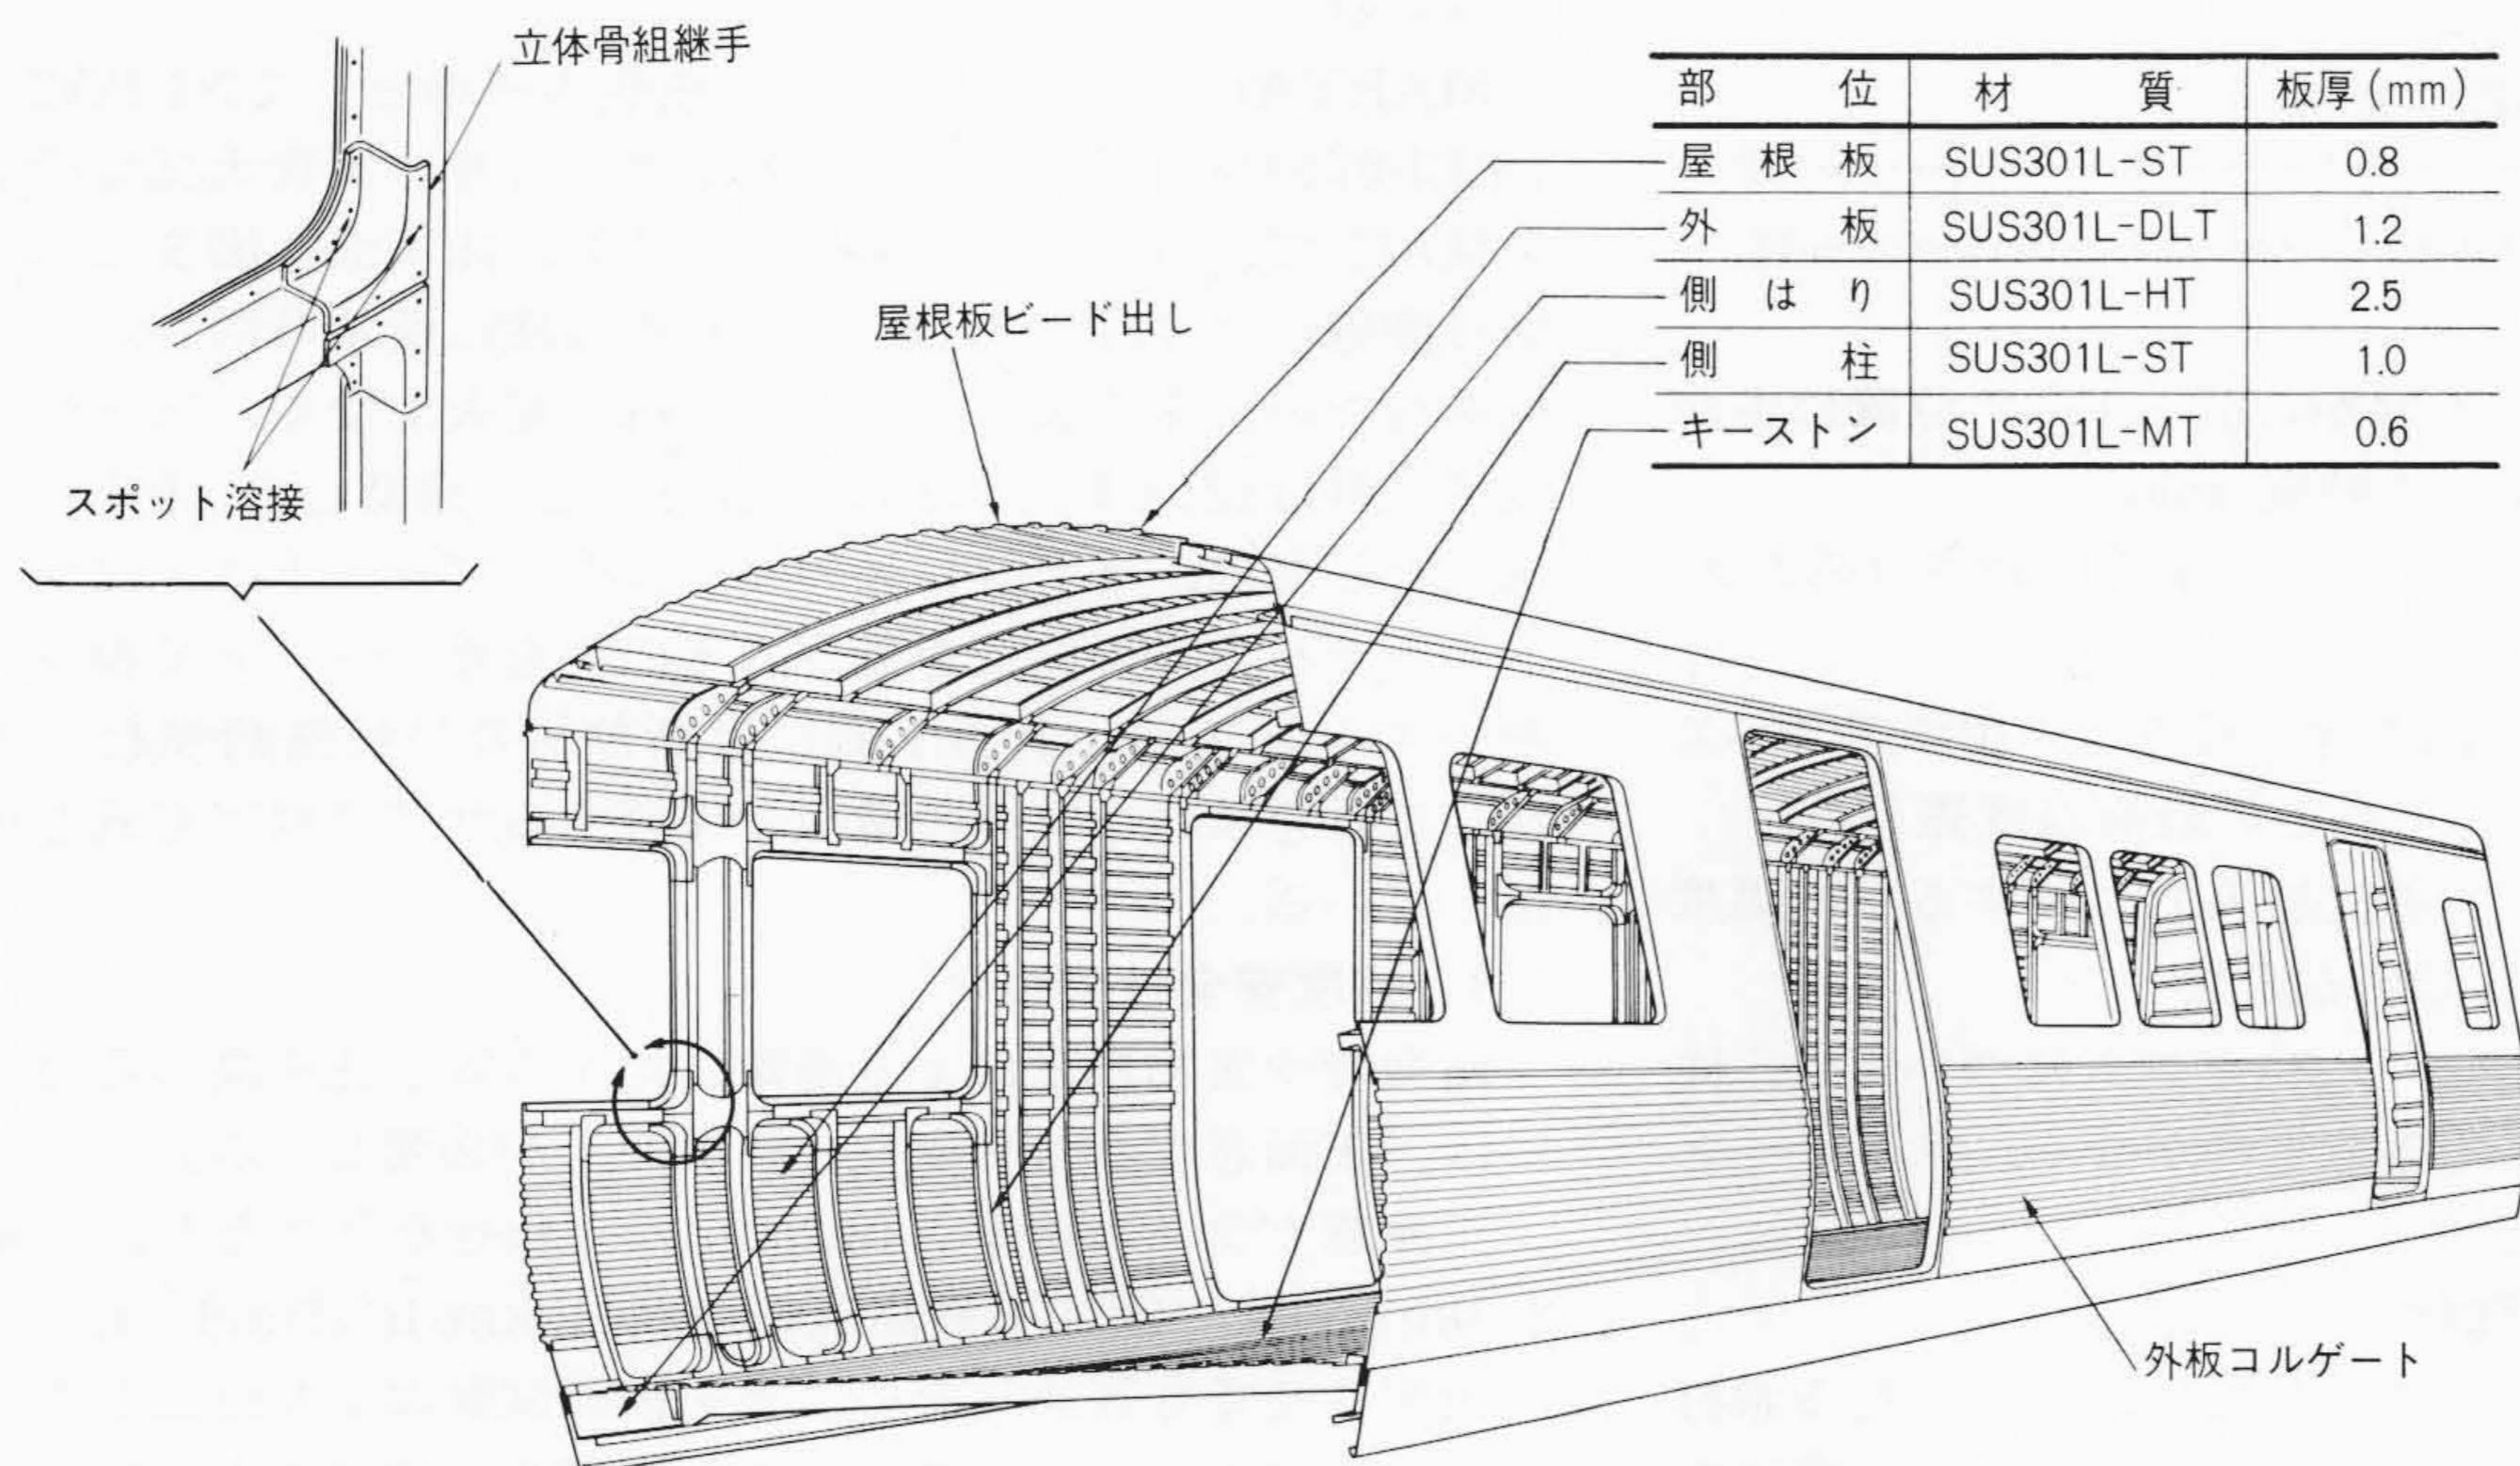 立体骨組継手
スポット溶接
屋根板ビード出し
部位 材質 板厚(mm)
屋根板 SUS301L-ST 0.8
外板 SUS301L-DLT 1.2
側はり SUS301L-HT 2.5
側柱 SUS301L-ST 1.0
キーストン SUS301L-MT 0.6
外板コルゲート